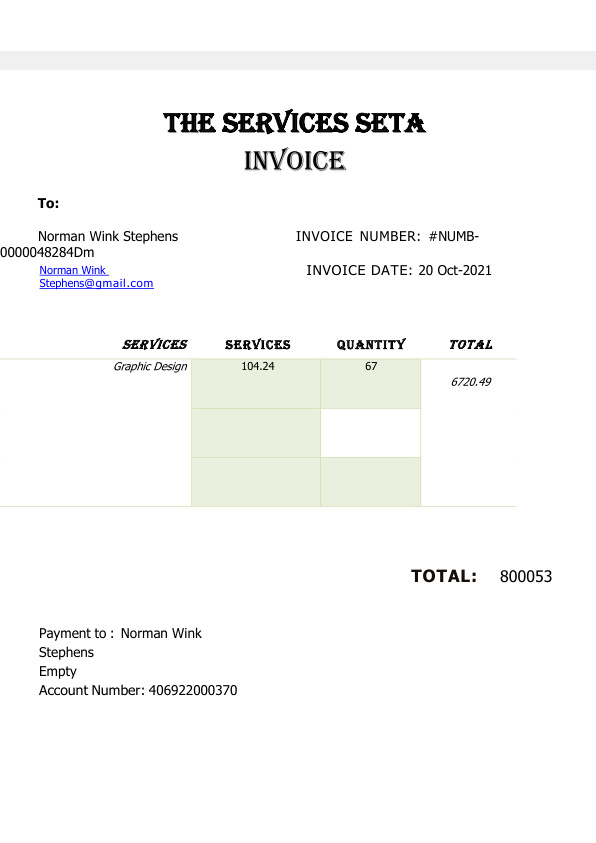 THE SERVICES SETA
INVOICE
To:
Norman Wink Stephens INVOICE NUMBER: #NUMB-
0000048284Dm
Norman Wink INVOICE DATE: 20 Oct-2021
Stephens@gmail.com
SERVICES SERVICES QUANTITY TOTAL
Graphic Design 104.24 67
6720.49
TOTAL: 800053
Payment to : Norman Wink
Stephens
Empty
Account Number: 406922000370